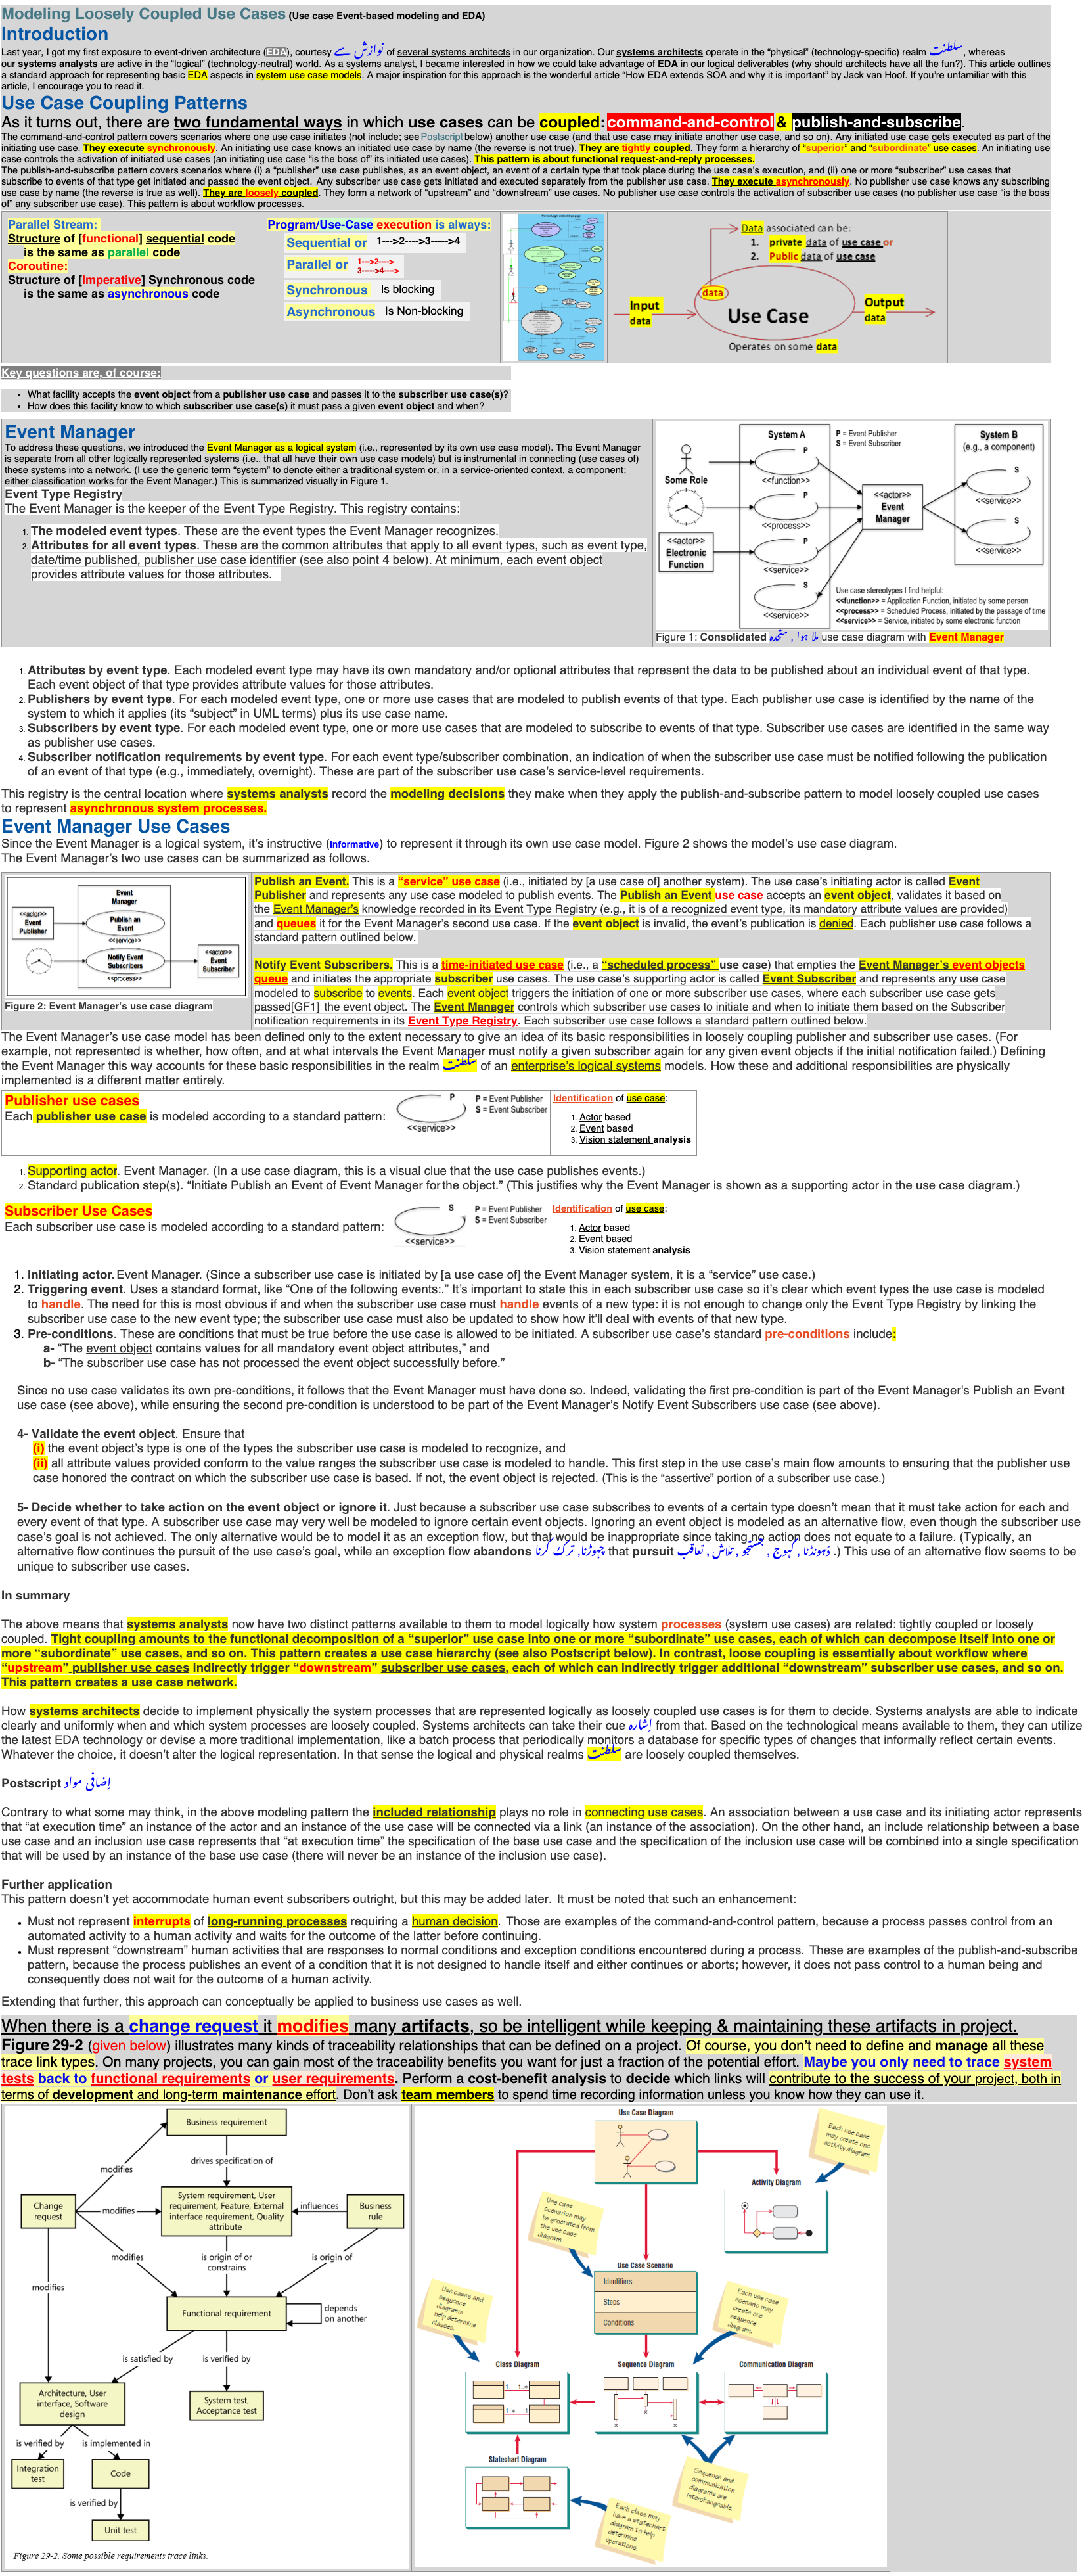 Modeling Loosely Coupled Use Cases (Use case Event-based modeling and EDA)
Introduction
Last year, I got my first exposure to event-driven architecture (EDA), courtesy نوازش سے of several systems architects in our organization. Our systems architects operate in the “physical” (technology-specific) realm سلطنت, whereas
our systems analysts are active in the “logical” (technology-neutral) world. As a systems analyst, I became interested in how we could take advantage of EDA in our logical deliverables (why should architects have all the fun?). This article outlines
a standard approach for representing basic EDA aspects in system use case models. A major inspiration for this approach is the wonderful article “How EDA extends SOA and why it is important” by Jack van Hoof. If you’re unfamiliar with this
article, I encourage you to read it.
Use Case Coupling Patterns
As it turns out, there are two fundamental ways in which use cases can be coupled: command-and-control & publish-and-subscribe.
The command-and-control pattern covers scenarios where one use case initiates (not include; see Postscript below) another use case (and that use case may initiate another use case, and so on). Any initiated use case gets executed as part of the
initiating use case. They execute synchronously. An initiating use case knows an initiated use case by name (the reverse is not true). They are tightly coupled. They form a hierarchy of “superior” and “subordinate” use cases. An initiating use
case controls the activation of initiated use cases (an initiating use case “is the boss of” its initiated use cases). This pattern is about functional request-and-reply processes.
The publish-and-subscribe pattern covers scenarios where (i) a “publisher” use case publishes, as an event object, an event of a certain type that took place during the use case’s execution, and (ii) one or more “subscriber” use cases that
subscribe to events of that type get initiated and passed the event object. Any subscriber use case gets initiated and executed separately from the publisher use case. They execute asynchronously. No publisher use case knows any subscribing
use case by name (the reverse is true as well). They are loosely coupled. They form a network of “upstream” and “downstream” use cases. No publisher use case controls the activation of subscriber use cases (no publisher use case “is the boss
of” any subscriber use case). This pattern is about workflow processes.
Parallel Stream:
Structure of [functional] sequential code
is the same as parallel code
Coroutine:
Structure of [Imperative] Synchronous code
is the same as asynchronous code
Program/Use-Case execution is always:
Sequential or 1--->2---->3----->4
Parallel or 1--->2---->
3----->4---->
Synchronous Is blocking
Asynchronous Is Non-blocking
Data associated can be:
1. private data of use case or
2. Public data of use case
data
Input
data
Use Case
Output
data
Operates on some data
Key questions are, of course:
• What facility accepts the event object from a publisher use case and passes it to the subscriber use case(s)?
• How does this facility know to which subscriber use case(s) it must pass a given event object and when?
Event Manager
To address these questions, we introduced the Event Manager as a logical system (i.e., represented by its own use case model). The Event Manager
is separate from all other logically represented systems (i.e., that all have their own use case models) but is instrumental in connecting (use cases of)
these systems into a network. (I use the generic term “system” to denote either a traditional system or, in a service-oriented context, a component;
either classification works for the Event Manager.) This is summarized visually in Figure 1.
Event Type Registry
The Event Manager is the keeper of the Event Type Registry. This registry contains:
1. The modeled event types. These are the event types the Event Manager recognizes.
2. Attributes for all event types. These are the common attributes that apply to all event types, such as event type,
date/time published, publisher use case identifier (see also point 4 below). At minimum, each event object
provides attribute values for those attributes.
System A
P = Event Publisher
S = Event Subscriber
System B
(e.g., a component)
Some Role
P
<<function>>
P
<<process>>
<<actor>>
Electronic
Function
P
<<service>>
S
<<service>>
<<actor>>
Event
Manager
S
<<service>>
S
<<service>>
Use case stereotypes I find helpful:
<<function>> = Application Function, initiated by some person
<<process>> = Scheduled Process, initiated by the passage of time
<<service>> = Service, initiated by some electronic function
Figure 1: Consolidated ملا ہوا , متحدہ use case diagram with Event Manager
1. Attributes by event type. Each modeled event type may have its own mandatory and/or optional attributes that represent the data to be published about an individual event of that type.
Each event object of that type provides attribute values for those attributes.
2. Publishers by event type. For each modeled event type, one or more use cases that are modeled to publish events of that type. Each publisher use case is identified by the name of the
system to which it applies (its “subject” in UML terms) plus its use case name.
3. Subscribers by event type. For each modeled event type, one or more use cases that are modeled to subscribe to events of that type. Subscriber use cases are identified in the same way
as publisher use cases.
4. Subscriber notification requirements by event type. For each event type/subscriber combination, an indication of when the subscriber use case must be notified following the publication
of an event of that type (e.g., immediately, overnight). These are part of the subscriber use case’s service-level requirements.
This registry is the central location where systems analysts record the modeling decisions they make when they apply the publish-and-subscribe pattern to model loosely coupled use cases
to represent asynchronous system processes.
Event Manager Use Cases
Since the Event Manager is a logical system, it’s instructive (Informative) to represent it through its own use case model. Figure 2 shows the model’s use case diagram.
The Event Manager’s two use cases can be summarized as follows.
Event
Manager
<<actor>>
Event
Publisher
Publish an
Event
<<service>>
Notify Event
Subscribers
<<process>>
<<actor>>
Event
Subscriber
Figure 2: Event Manager’s use case diagram
Publish an Event. This is a “service” use case (i.e., initiated by [a use case of] another system). The use case’s initiating actor is called Event
Publisher and represents any use case modeled to publish events. The Publish an Event use case accepts an event object, validates it based on
the Event Manager’s knowledge recorded in its Event Type Registry (e.g., it is of a recognized event type, its mandatory attribute values are provided)
and queues it for the Event Manager’s second use case. If the event object is invalid, the event’s publication is denied. Each publisher use case follows a
standard pattern outlined below.
Notify Event Subscribers. This is a time-initiated use case (i.e., a “scheduled process” use case) that empties the Event Manager’s event objects
queue and initiates the appropriate subscriber use cases. The use case’s supporting actor is called Event Subscriber and represents any use case
modeled to subscribe to events. Each event object triggers the initiation of one or more subscriber use cases, where each subscriber use case gets
passed[GF1] the event object. The Event Manager controls which subscriber use cases to initiate and when to initiate them based on the Subscriber
notification requirements in its Event Type Registry. Each subscriber use case follows a standard pattern outlined below.
The Event Manager’s use case model has been defined only to the extent necessary to give an idea of its basic responsibilities in loosely coupling publisher and subscriber use cases. (For
example, not represented is whether, how often, and at what intervals the Event Manager must notify a given subscriber again for any given event objects if the initial notification failed.) Defining
the Event Manager this way accounts for these basic responsibilities in the realm سلطنت of an enterprise’s logical systems models. How these and additional responsibilities are physically
implemented is a different matter entirely.
Publisher use cases
Each publisher use case is modeled according to a standard pattern:
P
<<service>>
P = Event Publisher
S = Event Subscriber
Identification of use case:
1. Actor based
2. Event based
3. Vision statement analysis
1. Supporting actor. Event Manager. (In a use case diagram, this is a visual clue that the use case publishes events.)
2. Standard publication step(s). “Initiate Publish an Event of Event Manager for the object.” (This justifies why the Event Manager is shown as a supporting actor in the use case diagram.)
Subscriber Use Cases
Each subscriber use case is modeled according to a standard pattern:
S
<<service>>
P = Event Publisher
S = Event Subscriber
Identification of use case:
1. Actor based
2. Event based
3. Vision statement analysis
1. Initiating actor. Event Manager. (Since a subscriber use case is initiated by [a use case of] the Event Manager system, it is a “service” use case.)
2. Triggering event. Uses a standard format, like “One of the following events:.” It’s important to state this in each subscriber use case so it’s clear which event types the use case is modeled
to handle. The need for this is most obvious if and when the subscriber use case must handle events of a new type: it is not enough to change only the Event Type Registry by linking the
subscriber use case to the new event type; the subscriber use case must also be updated to show how it’ll deal with events of that new type.
3. Pre-conditions. These are conditions that must be true before the use case is allowed to be initiated. A subscriber use case’s standard pre-conditions include:
a- “The event object contains values for all mandatory event object attributes,” and
b- “The subscriber use case has not processed the event object successfully before.”
Since no use case validates its own pre-conditions, it follows that the Event Manager must have done so. Indeed, validating the first pre-condition is part of the Event Manager’s Publish an Event
use case (see above), while ensuring the second pre-condition is understood to be part of the Event Manager’s Notify Event Subscribers use case (see above).
4- Validate the event object. Ensure that
(i) the event object’s type is one of the types the subscriber use case is modeled to recognize, and
(ii) all attribute values provided conform to the value ranges the subscriber use case is modeled to handle. This first step in the use case’s main flow amounts to ensuring that the publisher use
case honored the contract on which the subscriber use case is based. If not, the event object is rejected. (This is the “assertive” portion of a subscriber use case.)
5- Decide whether to take action on the event object or ignore it. Just because a subscriber use case subscribes to events of a certain type doesn’t mean that it must take action for each and
every event of that type. A subscriber use case may very well be modeled to ignore certain event objects. Ignoring an event object is modeled as an alternative flow, even though the subscriber use
case’s goal is not achieved. The only alternative would be to model it as an exception flow, but that would be inappropriate since taking no action does not equate to a failure. (Typically, an
alternative flow continues the pursuit of the use case’s goal, while an exception flow abandons چھوڑنا, ترک کرنا that pursuit ڈھونڈنا , کھوج , جستجو , تلاش , تعاقب .) This use of an alternative flow seems to be
unique to subscriber use cases.
In summary
The above means that systems analysts now have two distinct patterns available to them to model logically how system processes (system use cases) are related: tightly coupled or loosely
coupled. Tight coupling amounts to the functional decomposition of a “superior” use case into one or more “subordinate” use cases, each of which can decompose itself into one or
more “subordinate” use cases, and so on. This pattern creates a use case hierarchy (see also Postscript below). In contrast, loose coupling is essentially about workflow where
“upstream” publisher use cases indirectly trigger “downstream” subscriber use cases, each of which can indirectly trigger additional “downstream” subscriber use cases, and so on.
This pattern creates a use case network.
How systems architects decide to implement physically the system processes that are represented logically as loosely coupled use cases is for them to decide. Systems analysts are able to indicate
clearly and uniformly when and which system processes are loosely coupled. Systems architects can take their cue اشارہ from that. Based on the technological means available to them, they can utilize
the latest EDA technology or devise a more traditional implementation, like a batch process that periodically monitors a database for specific types of changes that informally reflect certain events.
Whatever the choice, it doesn’t alter the logical representation. In that sense the logical and physical realms سلطنت are loosely coupled themselves.
Postscript اضافی مواد
Contrary to what some may think, in the above modeling pattern the included relationship plays no role in connecting use cases. An association between a use case and its initiating actor represents
that “at execution time” an instance of the actor and an instance of the use case will be connected via a link (an instance of the association). On the other hand, an include relationship between a base
use case and an inclusion use case represents that “at execution time” the specification of the base use case and the specification of the inclusion use case will be combined into a single specification
that will be used by an instance of the base use case (there will never be an instance of the inclusion use case).
Further application
This pattern doesn’t yet accommodate human event subscribers outright, but this may be added later. It must be noted that such an enhancement:
• Must not represent interrupts of long-running processes requiring a human decision. Those are examples of the command-and-control pattern, because a process passes control from an
automated activity to a human activity and waits for the outcome of the latter before continuing.
• Must represent “downstream” human activities that are responses to normal conditions and exception conditions encountered during a process. These are examples of the publish-and-subscribe
pattern, because the process publishes an event of a condition that it is not designed to handle itself and either continues or aborts; however, it does not pass control to a human being and
consequently does not wait for the outcome of a human activity.
Extending that further, this approach can conceptually be applied to business use cases as well.
When there is a change request it modifies many artifacts, so be intelligent while keeping & maintaining these artifacts in project.
Figure 29-2 (given below) illustrates many kinds of traceability relationships that can be defined on a project. Of course, you don’t need to define and manage all these
trace link types. On many projects, you can gain most of the traceability benefits you want for just a fraction of the potential effort. Maybe you only need to trace system
tests back to functional requirements or user requirements. Perform a cost-benefit analysis to decide which links will contribute to the success of your project, both in
terms of development and long-term maintenance effort. Don’t ask team members to spend time recording information unless you know how they can use it.
Business requirement
modifies
drives specification of
Change
request
modifies
System requirement, User
requirement, Feature, External
interface requirement, Quality
attribute
influences
Business
rule
modifies
is origin of or
constrains
is origin of
modifies
Functional requirement
depends
on another
is satisfied by
is verified by
Architecture, User
interface, Software
design
System test,
Acceptance test
is verified by
is implemented in
Integration
test
Code
is verified by
Unit test
Figure 29-2. Some possible requirements trace links.
Use Case Diagram
Each use case
may create one
activity diagram.
Activity Diagram
Use case
scenarios may
be generated from
the use case
diagram.
Use Case Scenario
Identifiers
Steps
Conditions
Use cases and
sequence
diagrams
help determine
classes.
Each use case
scenario may
create one
sequence
diagram.
Class Diagram
Sequence Diagram
Communication Diagram
Statechart Diagram
Sequence and
communication
diagrams are
interchangeable.
Each class may
have a statechart
diagram to help
determine
operations.